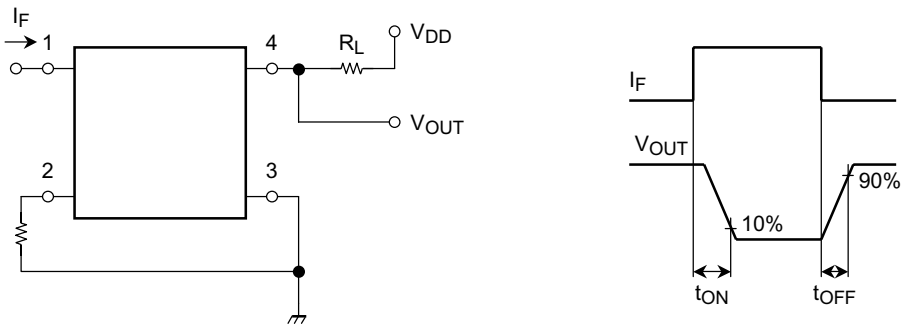 I_F
1
4
R_L
V_DD
V_OUT
2
3
I_F
V_OUT
10%
90%
t_ON
t_OFF